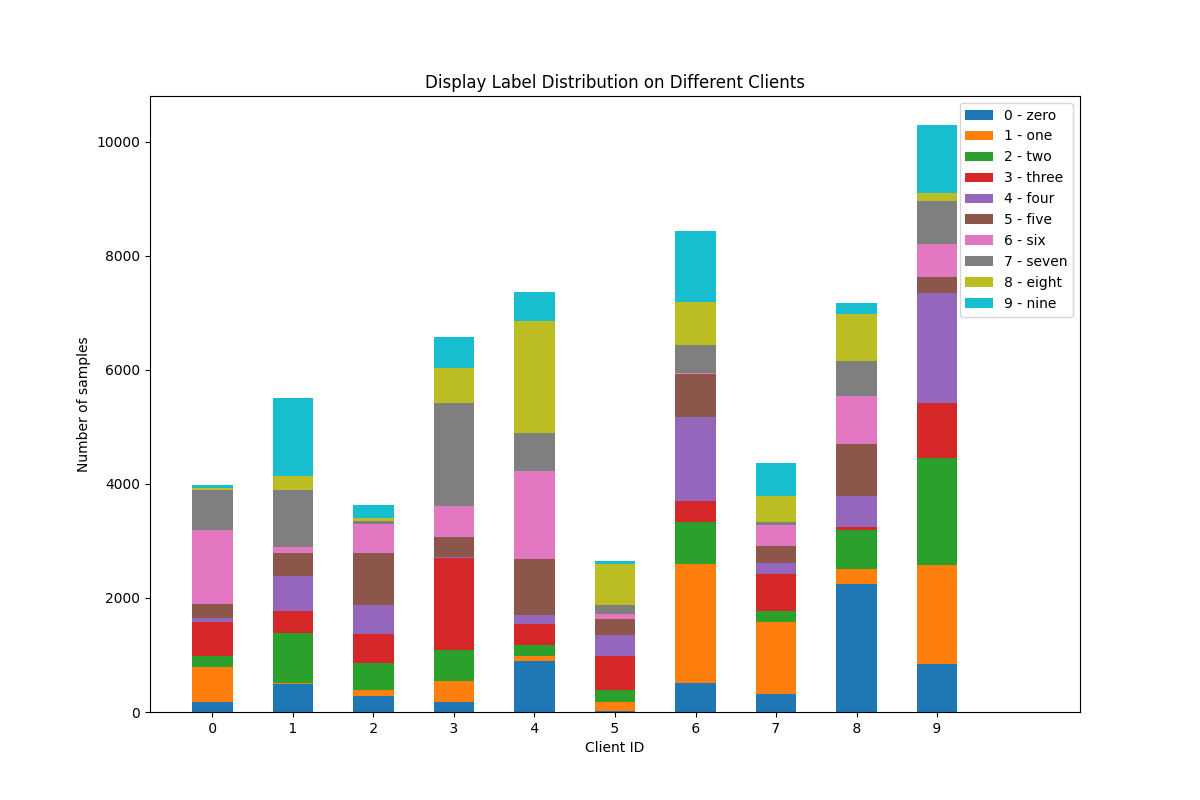 Display Label Distribution on Different Clients
10000
8000
6000
4000
2000
0
Number of samples
0 1 2 3 4 5 6 7 8 9
Client ID
0 - zero
1 - one
2 - two
3 - three
4 - four
5 - five
6 - six
7 - seven
8 - eight
9 - nine